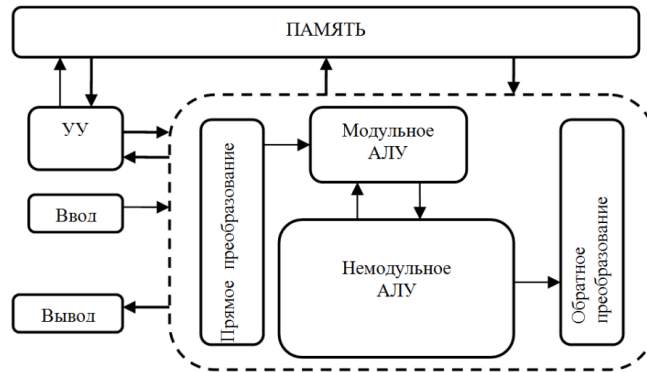 ПАМЯТЬ
УУ
Ввод
Вывод
Прямое преобразование
Модульное
АЛУ
Немодульное
АЛУ
Обратное
преобразование